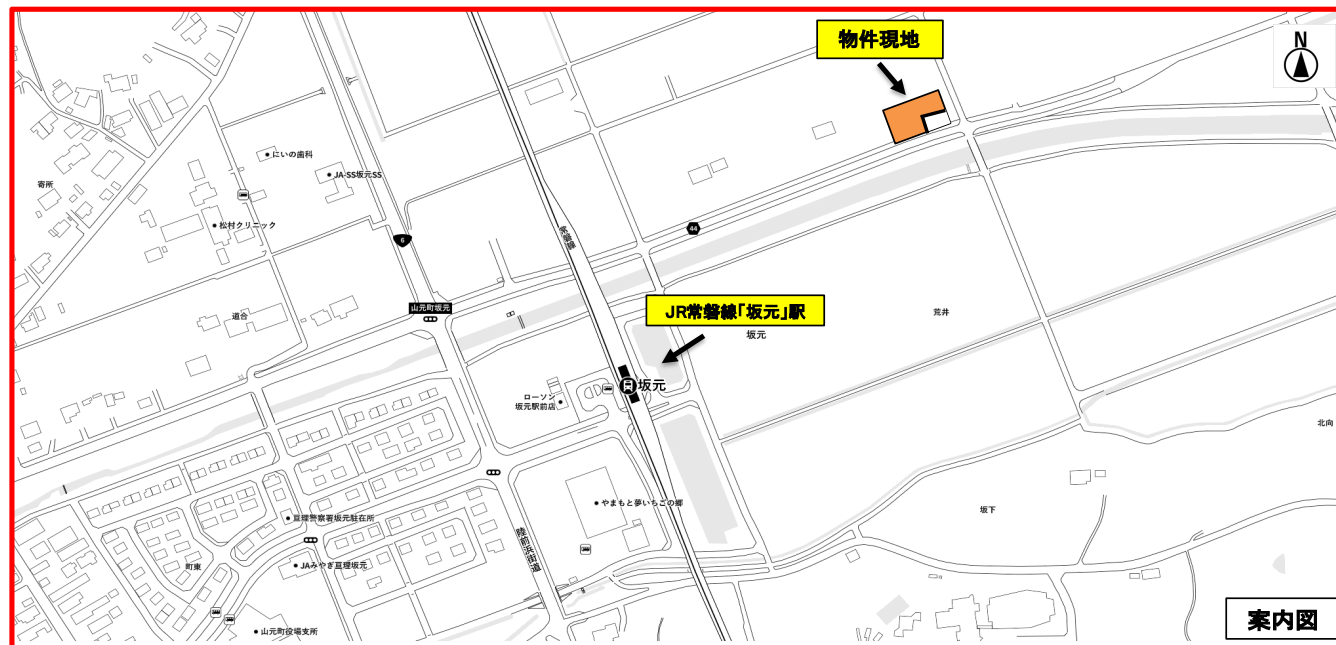 物件現地
N
にいの歯科
JA-SS坂元SS
寄所
松村クリニック
6
常磐線
44
山元町坂元
道合
JR常磐線「坂元」駅
坂元
荒井
坂元
ローソン
坂元駅前店
北向
やまもと夢いちごの郷
坂下
亘理警察署坂元駐在所
陸前浜街道
町東
JAみやぎ亘理坂元
山元町役場支所
案内図